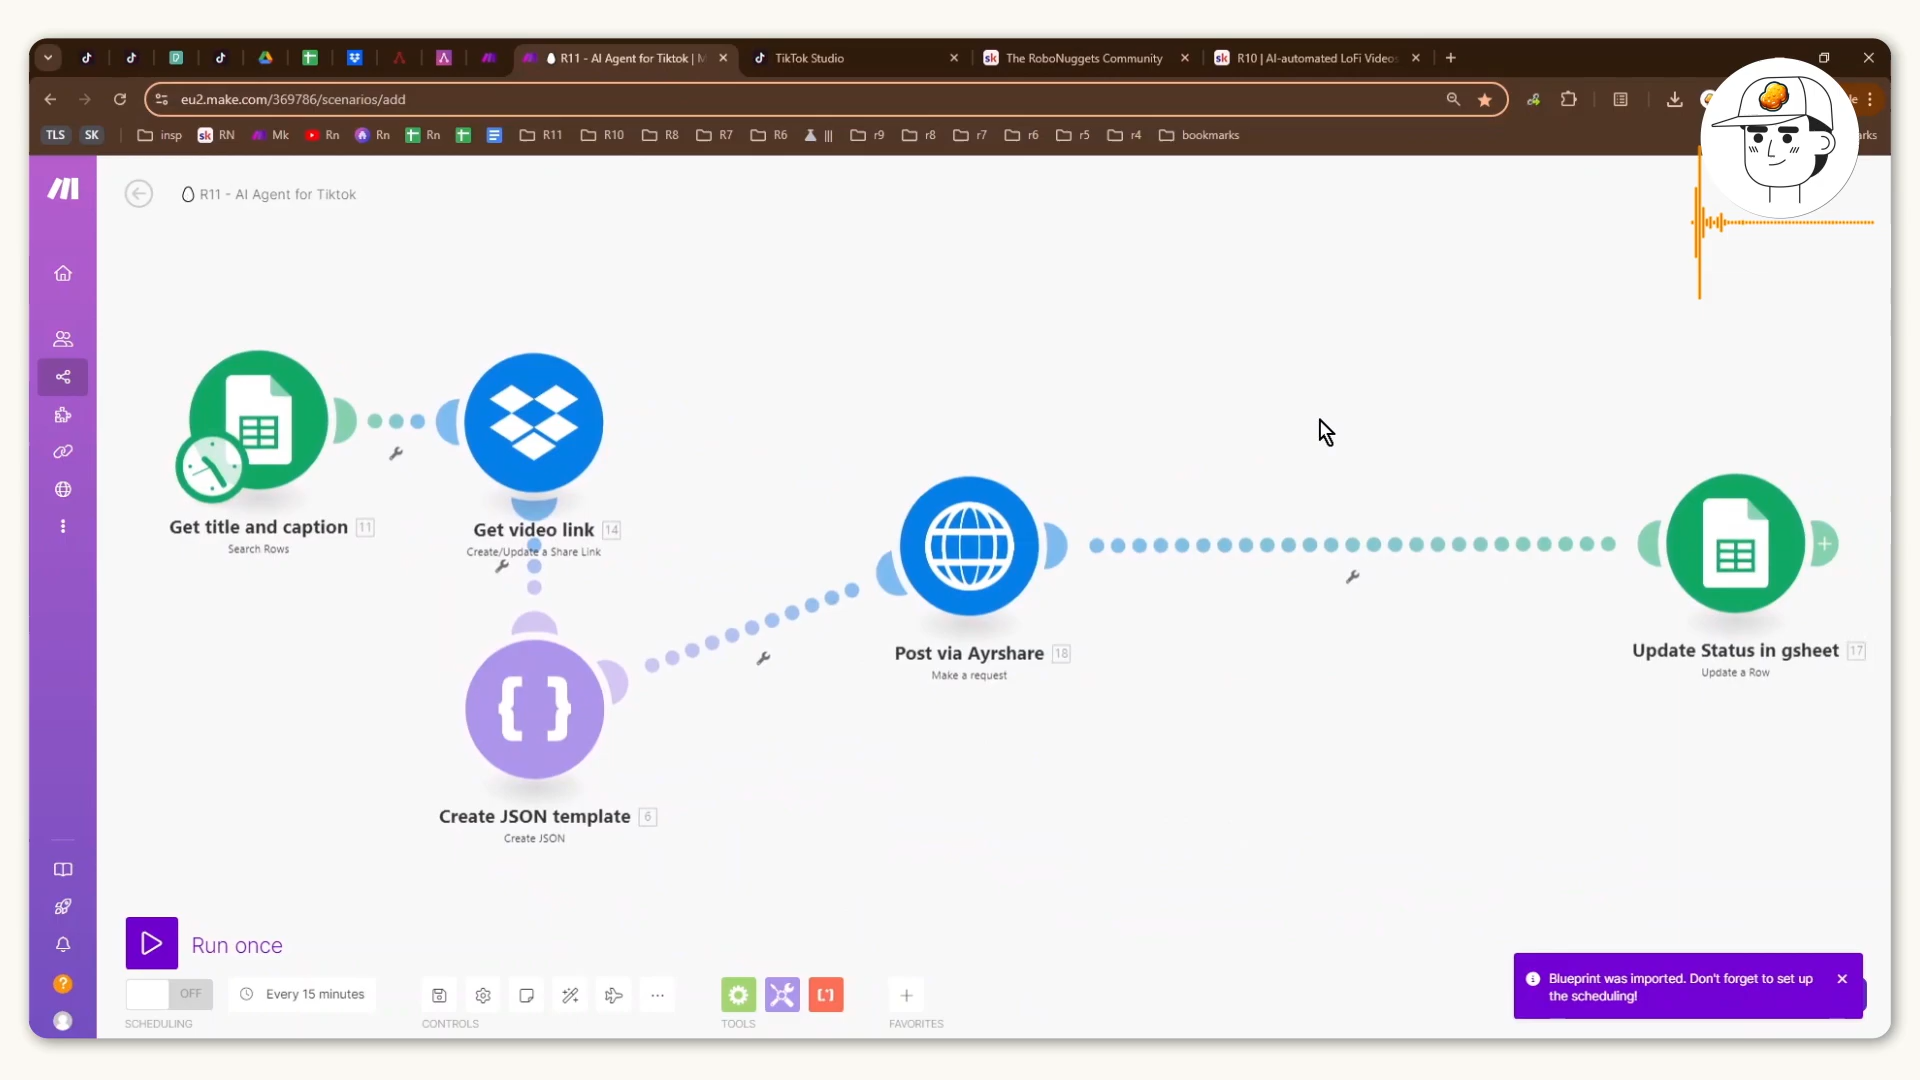 R11 - AI Agent for Tiktok | M
TikTok Studio
The RoboNuggets Community
R10 | AI-automated LoFi Videos
eu2.make.com/369786/scenarios/add
TLS
SK
insp
RN
Mk
Rn
Rn
Rn
R11
R10
R8
R7
R6
r9
r8
r7
r6
r5
r4
bookmarks
R11 - AI Agent for Tiktok
Get title and caption 11
Search Rows
Get video link 14
Create/Update a Share Link
Post via Ayrshare 18
Make a request
Update Status in gsheet 17
Update a Row
Create JSON template 6
Create JSON
Run once
OFF
Every 15 minutes
SCHEDULING
CONTROLS
TOOLS
FAVORITES
Blueprint was imported. Don't forget to set up
the scheduling!